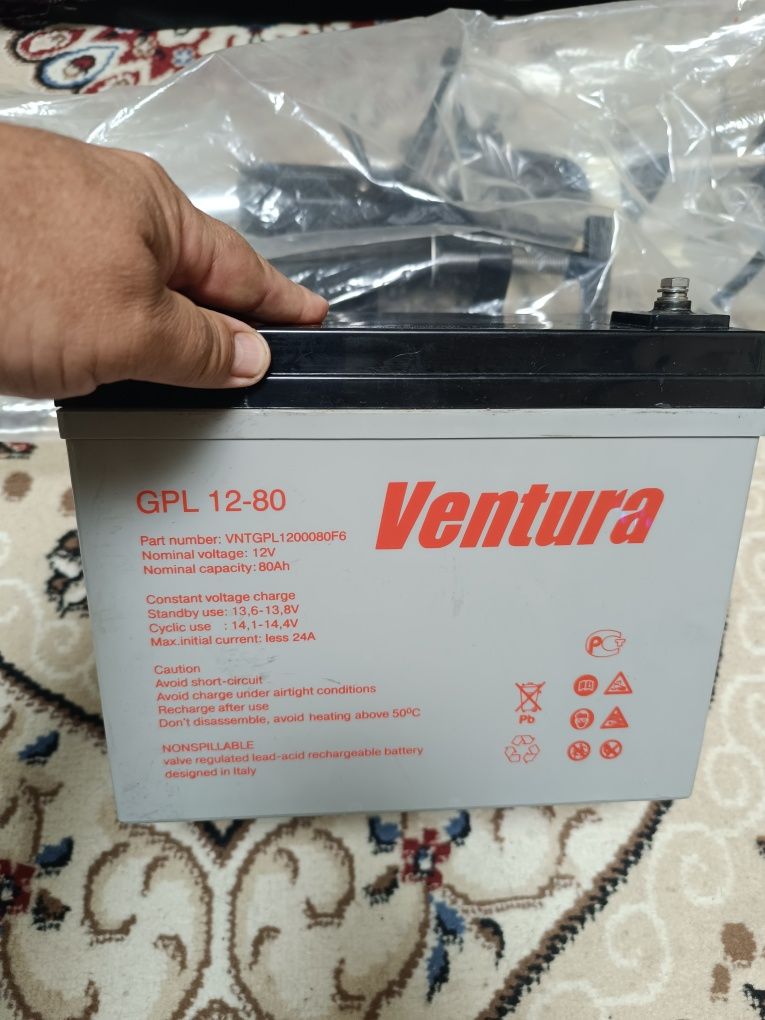 GPL 12-80
Ventura
Part number: VNTGPL1200080F6
Nominal voltage: 12V
Nominal capacity: 80Ah
Constant voltage charge
Standby use: 13,6-13,8V
Cyclic use : 14,1-14,4V
Max.initial current: less 24A
Caution
Avoid short-circuit
Avoid charge under airtight conditions
Recharge after use
Don't disassemble, avoid heating above 50⁰C
NONSPILLABLE
valve regulated lead-acid rechargeable battery
designed in Italy
Pb